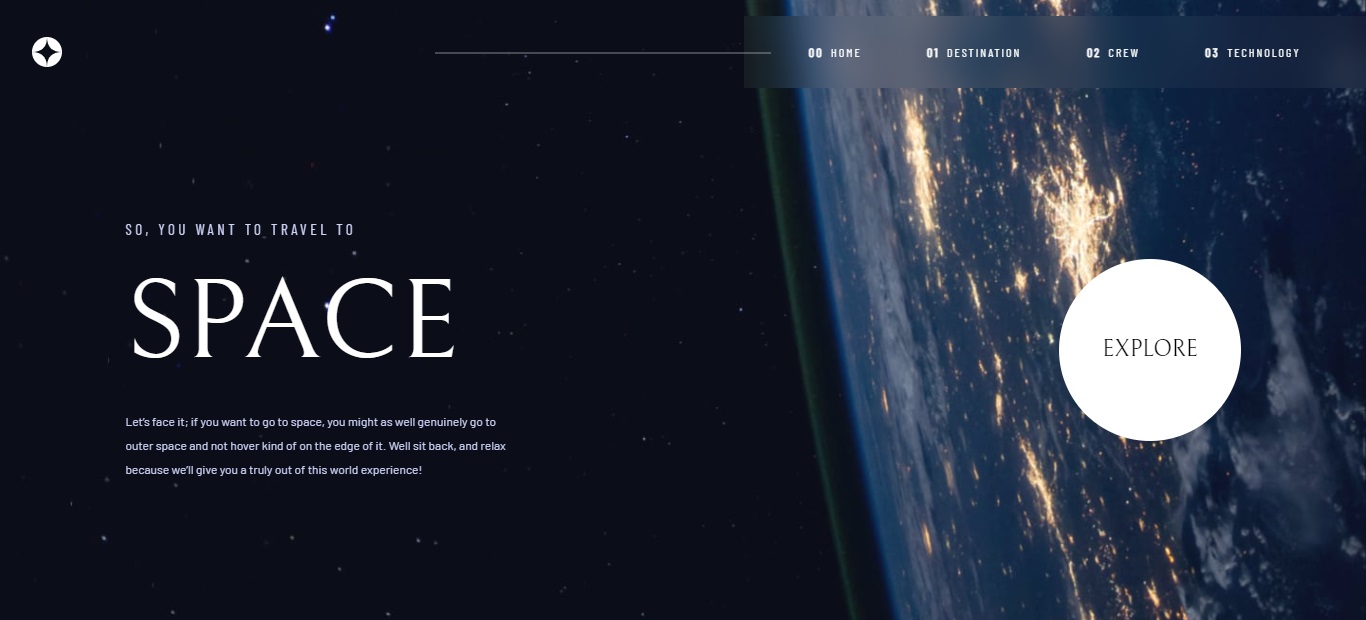 00 HOME 01 DESTINATION 02 CREW 03 TECHNOLOGY
SO, YOU WANT TO TRAVEL TO
SPACE
EXPLORE
Let’s face it; if you want to go to space, you might as well genuinely go to
outer space and not hover kind of on the edge of it. Well sit back, and relax
because we’ll give you a truly out of this world experience!